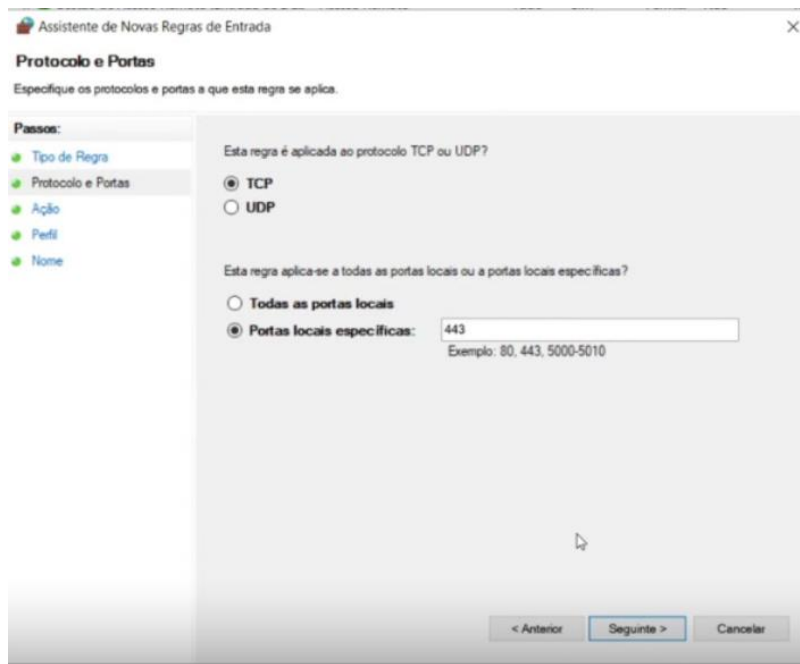 Assistente de Novas Regras de Entrada
Protocolo e Portas
Especifique os protocolos e portas a que esta regra se aplica.
Passos:
Tipo de Regra
Protocolo e Portas
Ação
Perfil
Nome
Esta regra é aplicada ao protocolo TCP ou UDP?
TCP
UDP
Esta regra aplica-se a todas as portas locais ou a portas locais específicas?
Todas as portas locais
Portas locais específicas: 443
Exemplo: 80, 443, 5000-5010
< Anterior Seguinte > Cancelar